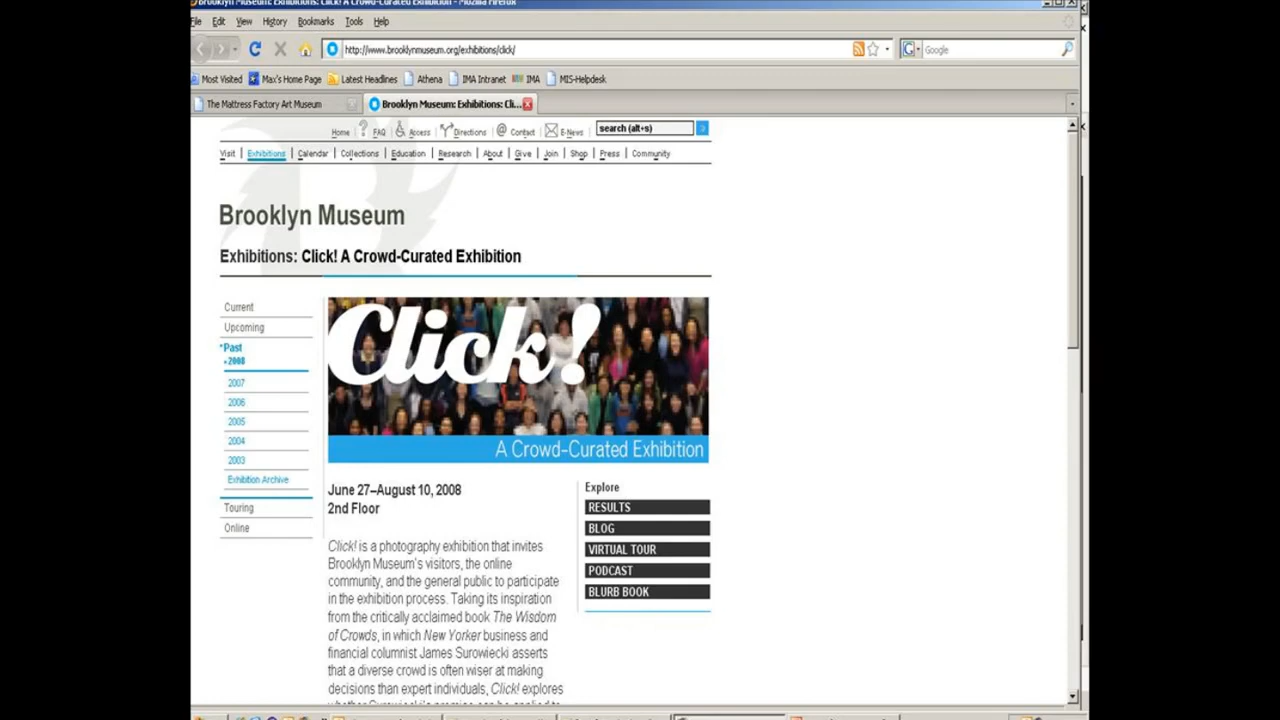 Brooklyn Museum: Exhibitions: Click! A Crowd-Curated Exhibition - Mozilla Firefox
File Edit View History Bookmarks Tools Help
http://www.brooklynmuseum.org/exhibitions/click/
Google
Most Visited Max's Home Page Latest Headlines Athena IMA Intranet IMA MIS-Helpdesk
The Mattress Factory Art Museum
Brooklyn Museum: Exhibitions: Cli...
Home FAQ Access Directions Contact E-News search (alt+s)
Visit Exhibitions Calendar Collections Education Research About Give Join Shop Press Community
Brooklyn Museum
Exhibitions: Click! A Crowd-Curated Exhibition
Current
Upcoming
Past
2008
2007
2006
2005
2004
2003
Exhibition Archive
Touring
Online
Click!
A Crowd-Curated Exhibition
June 27–August 10, 2008
2nd Floor
Click! is a photography exhibition that invites
Brooklyn Museum's visitors, the online
community, and the general public to participate
in the exhibition process. Taking its inspiration
from the critically acclaimed book The Wisdom
of Crowds, in which New Yorker business and
financial columnist James Surowiecki asserts
that a diverse crowd is often wiser at making
decisions than expert individuals, Click! explores
Explore
RESULTS
BLOG
VIRTUAL TOUR
PODCAST
BLURB BOOK